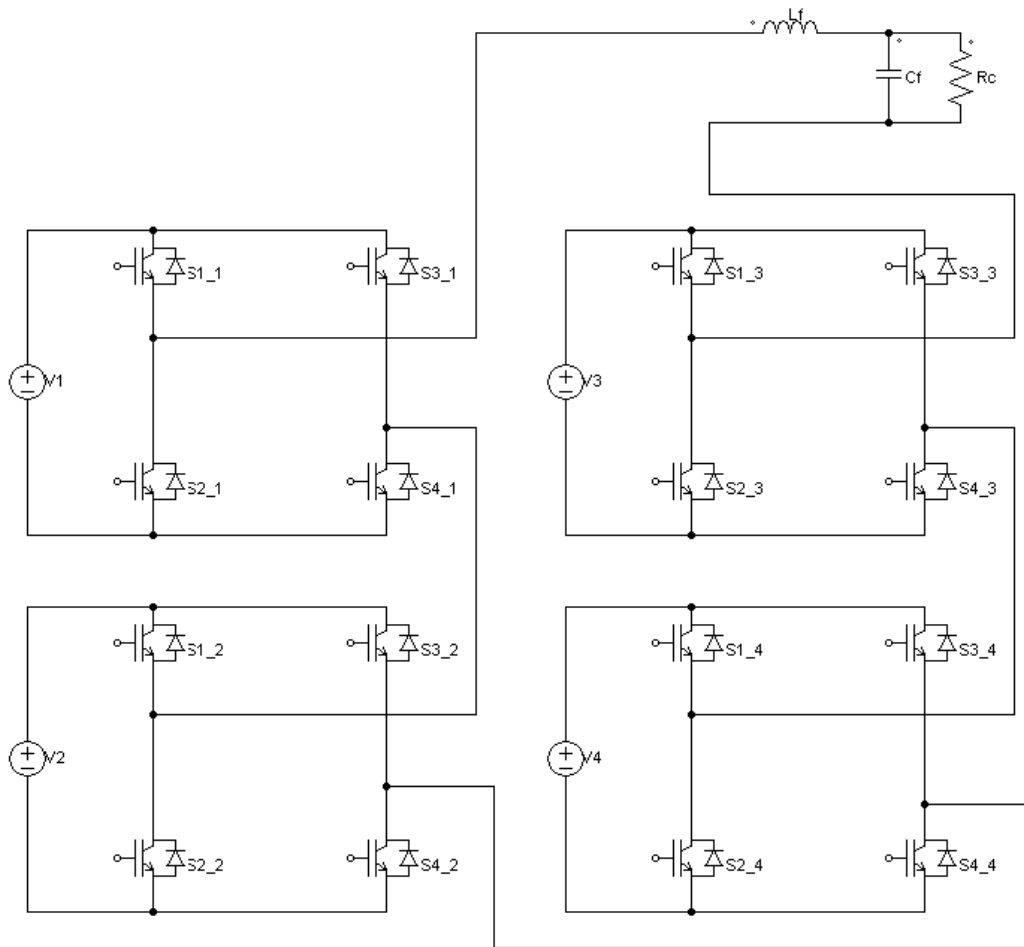 Lf
Cf
Rc
S1_1
S3_1
S1_3
S3_3
V1
V3
S2_1
S4_1
S2_3
S4_3
S1_2
S3_2
S1_4
S3_4
V2
V4
S2_2
S4_2
S2_4
S4_4